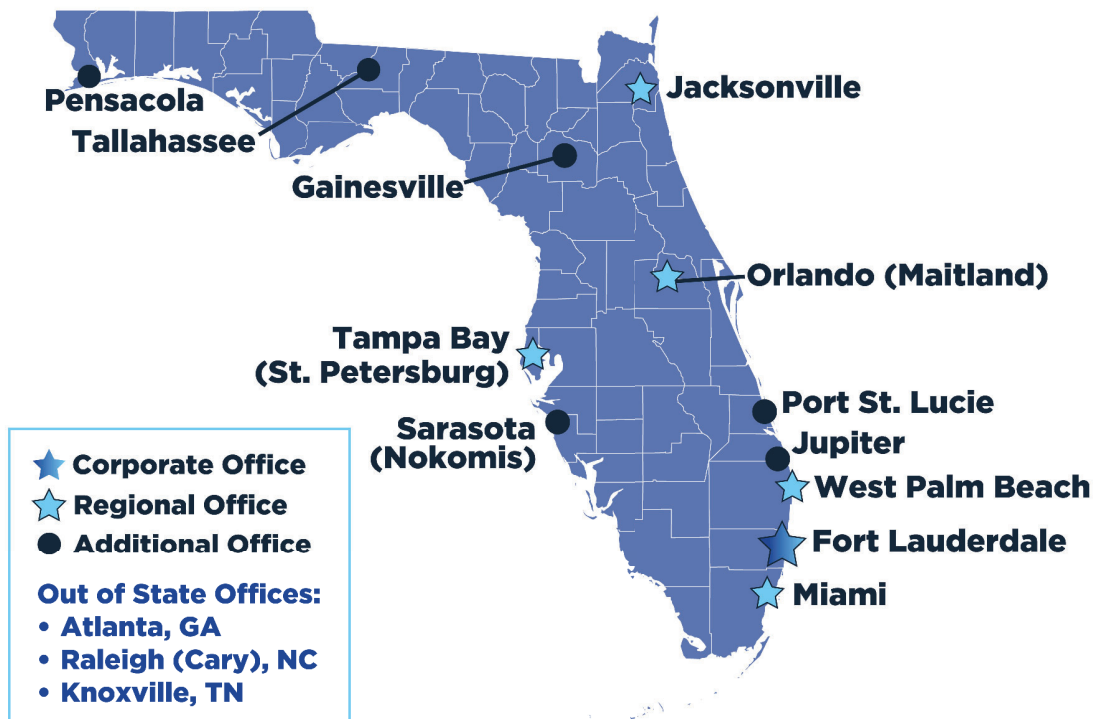 Pensacola
Tallahassee
Gainesville
Jacksonville
Orlando (Maitland)
Tampa Bay
(St. Petersburg)
Sarasota
(Nokomis)
Port St. Lucie
Jupiter
West Palm Beach
Fort Lauderdale
Miami
Corporate Office
Regional Office
Additional Office
Out of State Offices:
• Atlanta, GA
• Raleigh (Cary), NC
• Knoxville, TN